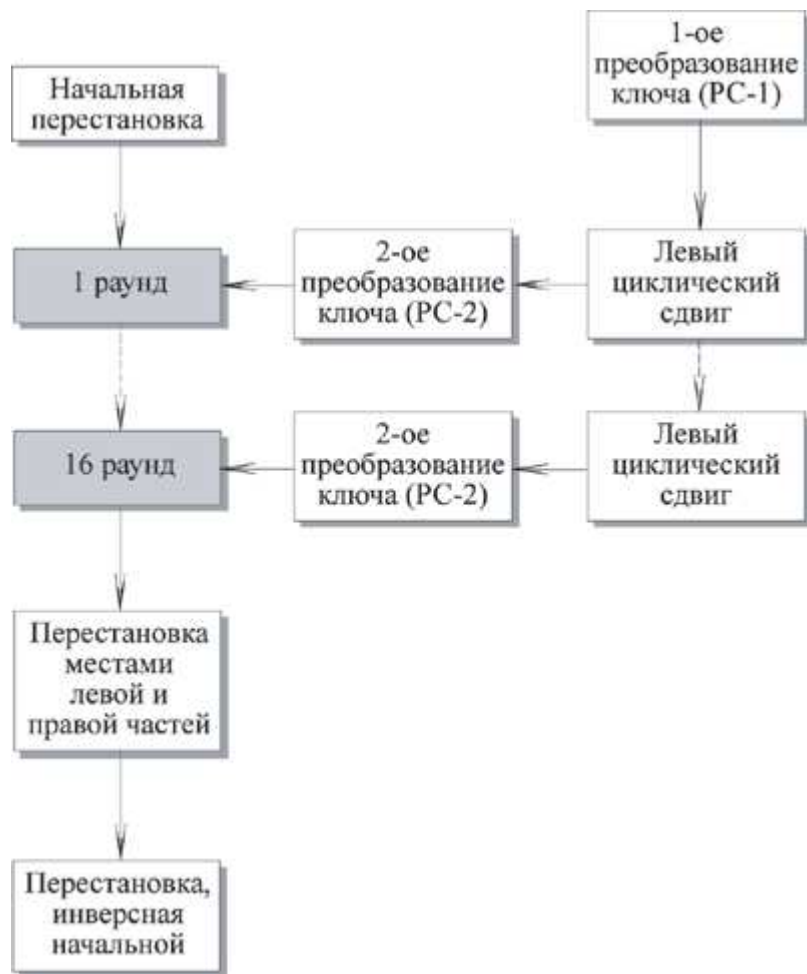 Начальная
перестановка
1-ое
преобразование
ключа (PC-1)
1 раунд
2-ое
преобразование
ключа (PC-2)
Левый
циклический
сдвиг
16 раунд
2-ое
преобразование
ключа (PC-2)
Левый
циклический
сдвиг
Перестановка
местами
левой и
правой частей
Перестановка,
инверсная
начальной